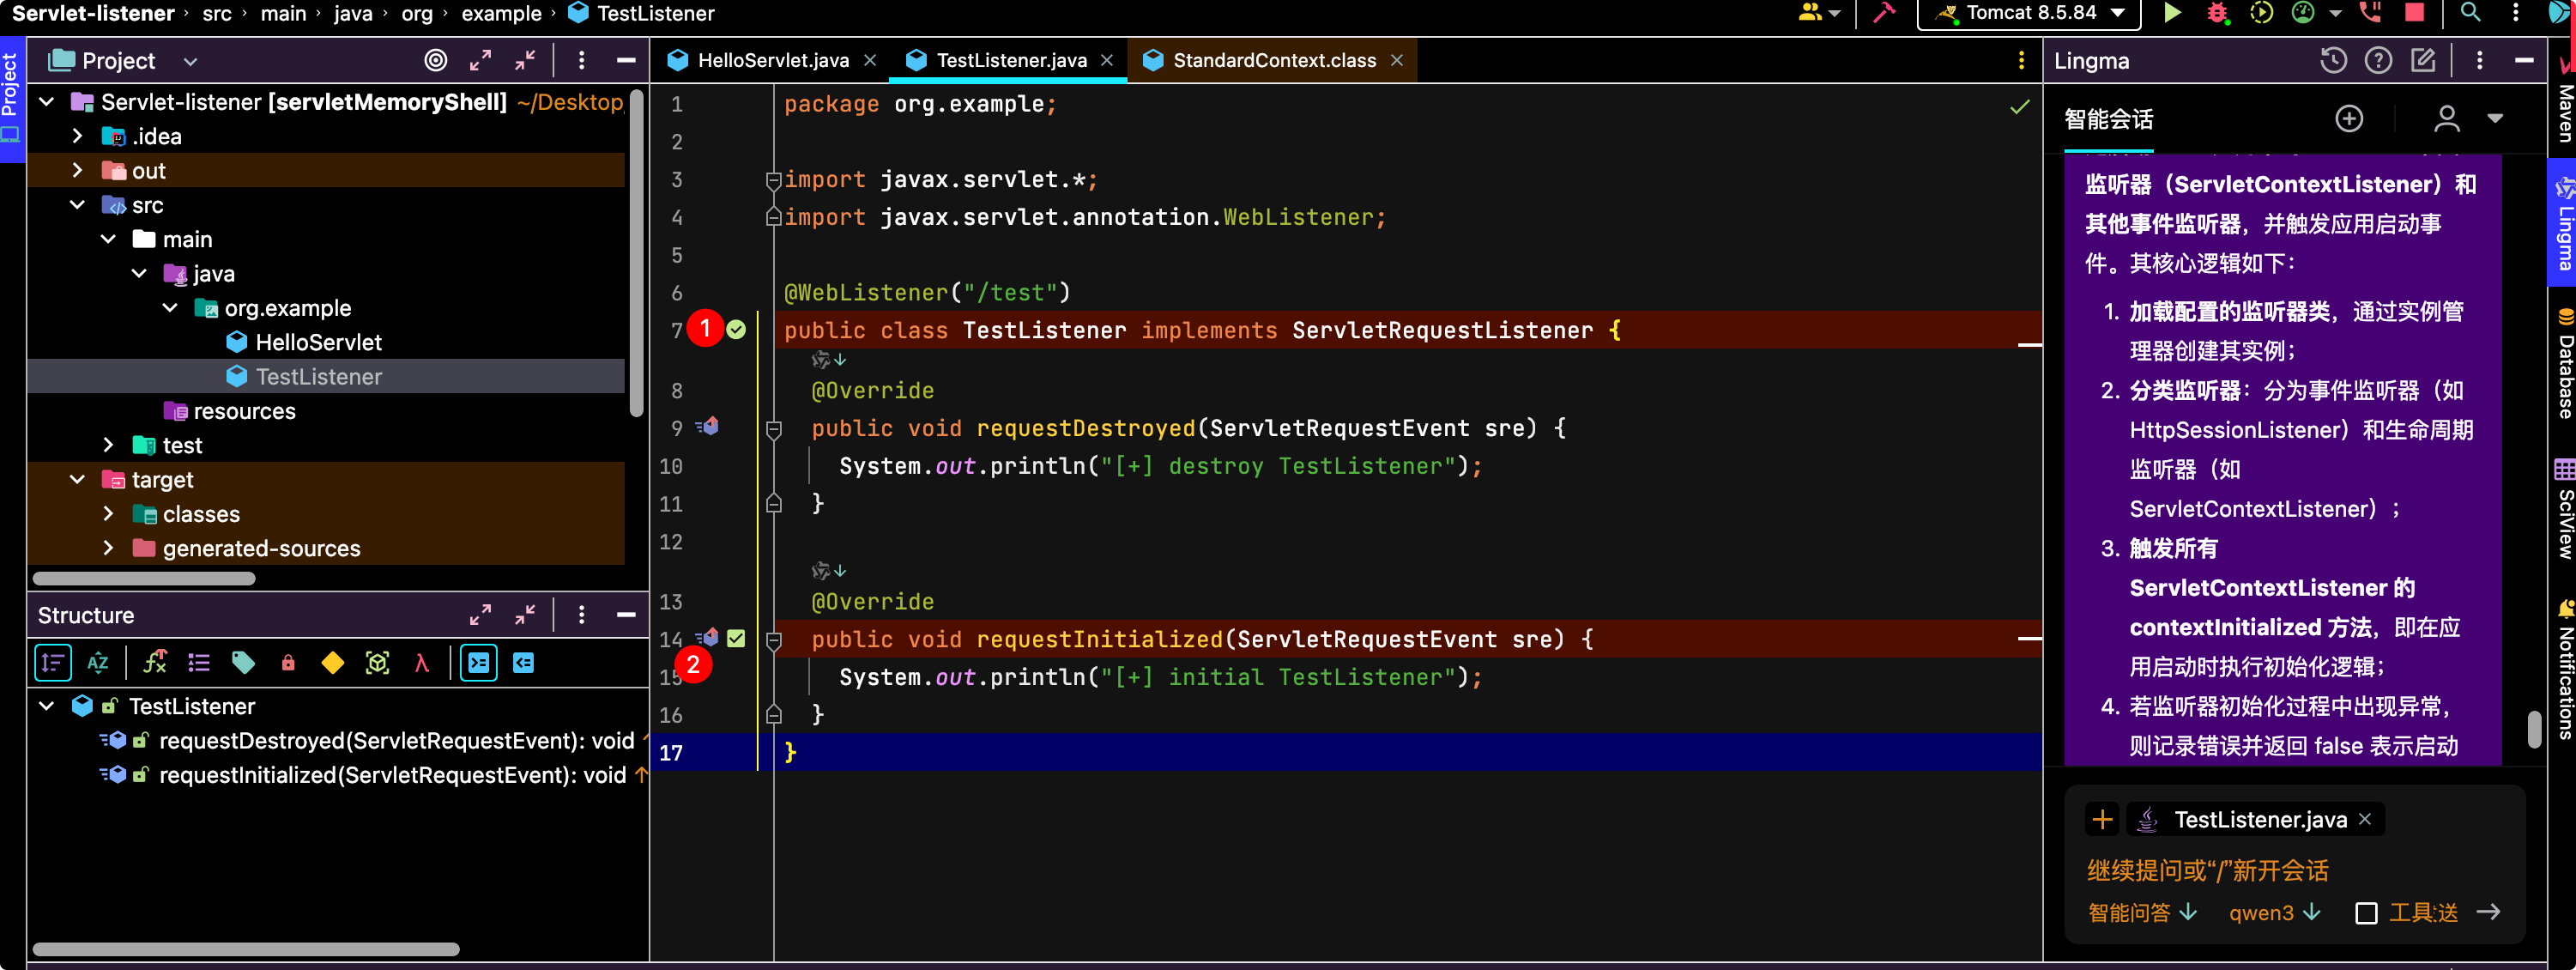 Servlet-listener › src › main › java › org › example › TestListener
Tomcat 8.5.84
Project
Project
Servlet-listener [servletMemoryShell] ~/Desktop
.idea
out
src
main
java
org.example
HelloServlet
TestListener
resources
test
target
classes
generated-sources
Structure
TestListener
requestDestroyed(ServletRequestEvent): void
requestInitialized(ServletRequestEvent): void ↑
HelloServlet.java
TestListener.java
StandardContext.class
1 package org.example;
2
3 import javax.servlet.*;
4 import javax.servlet.annotation.WebListener;
5
6 @WebListener("/test")
7 1 public class TestListener implements ServletRequestListener {
8 @Override
9 public void requestDestroyed(ServletRequestEvent sre) {
10 System.out.println("[+] destroy TestListener");
11 }
12
13 @Override
14 public void requestInitialized(ServletRequestEvent sre) {
2
15 System.out.println("[+] initial TestListener");
16 }
17 }
Lingma
智能会话
监听器（ServletContextListener）和
其他事件监听器，并触发应用启动事
件。其核心逻辑如下：
1. 加载配置的监听器类，通过实例管
理器创建其实例；
2. 分类监听器：分为事件监听器（如
HttpSessionListener）和生命周期
监听器（如
ServletContextListener）；
3. 触发所有
ServletContextListener 的
contextInitialized 方法，即在应
用启动时执行初始化逻辑；
4. 若监听器初始化过程中出现异常，
则记录错误并返回 false 表示启动
TestListener.java
继续提问或“/”新开会话
智能问答 qwen3 工具 送
Maven
Lingma
Database
SciView
Notifications